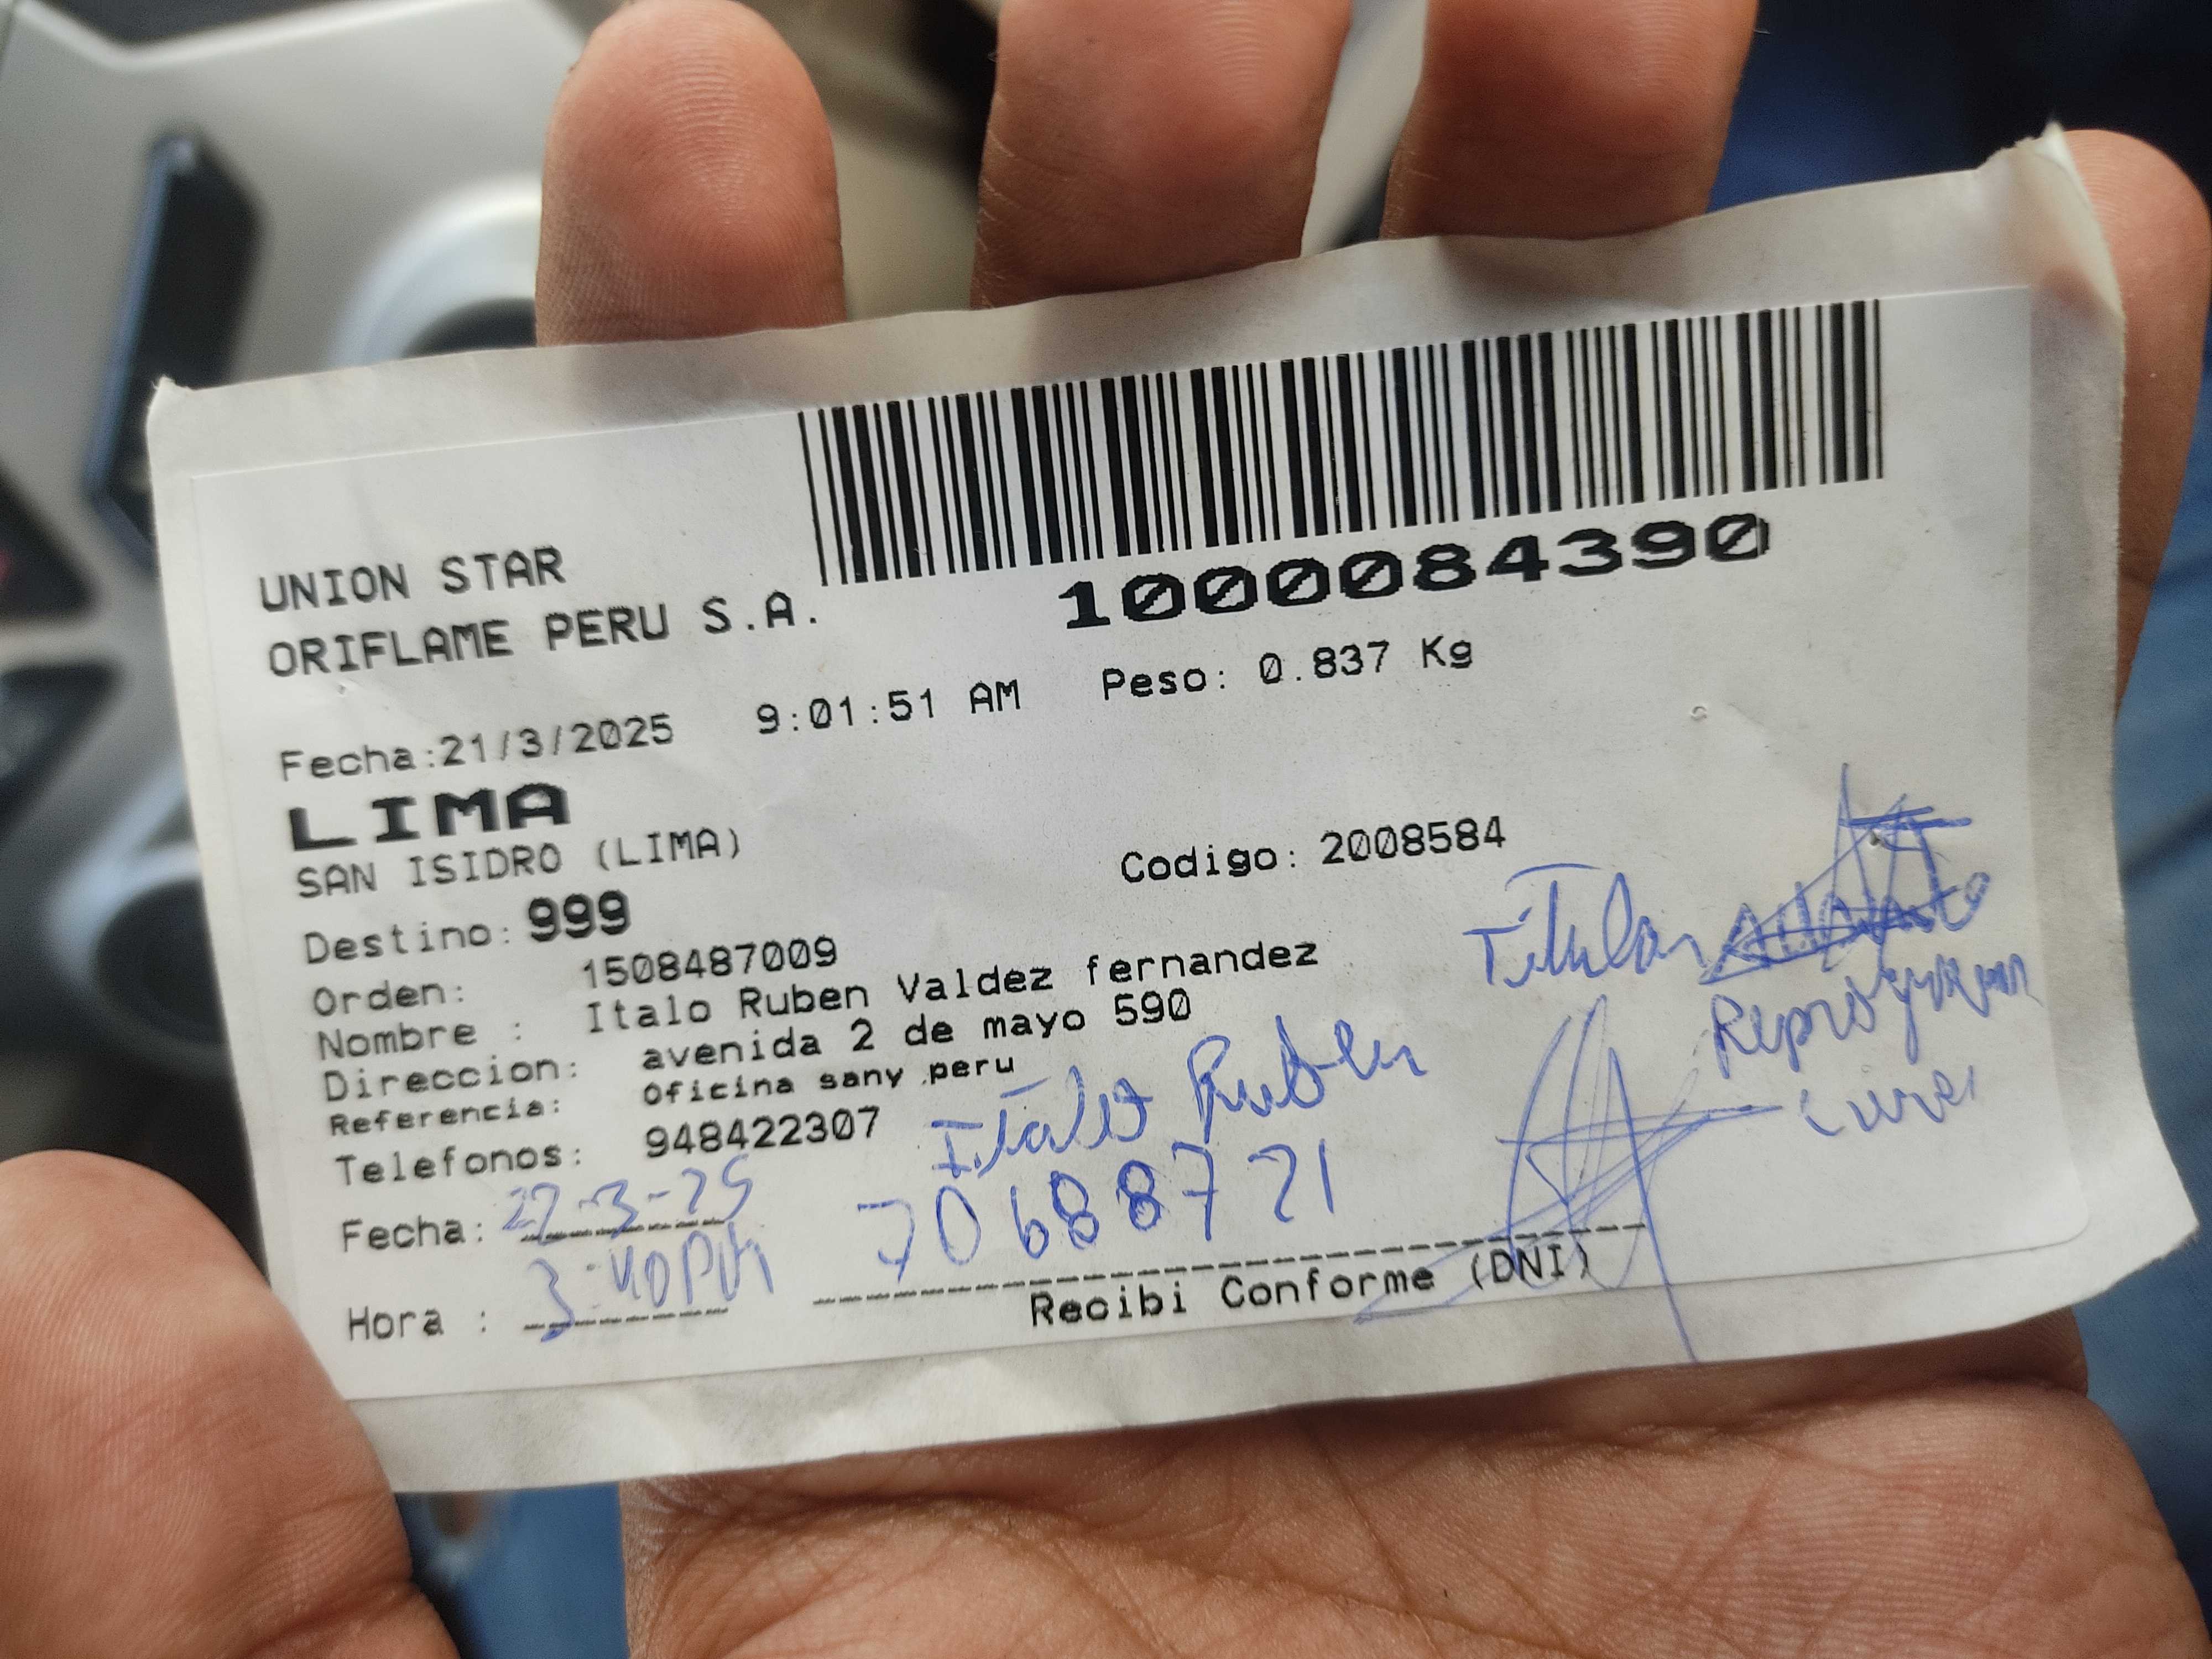 UNION STAR
ORIFLAME PERU S.A.
1000084390
Fecha:21/3/2025 9:01:51 AM Peso: 0.837 Kg
LIMA
SAN ISIDRO (LIMA)
Codigo: 2008584
Destino: 999
Orden: 1508487009
Nombre : Italo Ruben Valdez fernandez
Direccion: avenida 2 de mayo 590
Referencia: Oficina sany peru
Telefonos: 948422307
Titular
Italo Ruben
70688721
Fecha: -3-25
Hora : 3:40PM
Recibi Conforme (DNI)